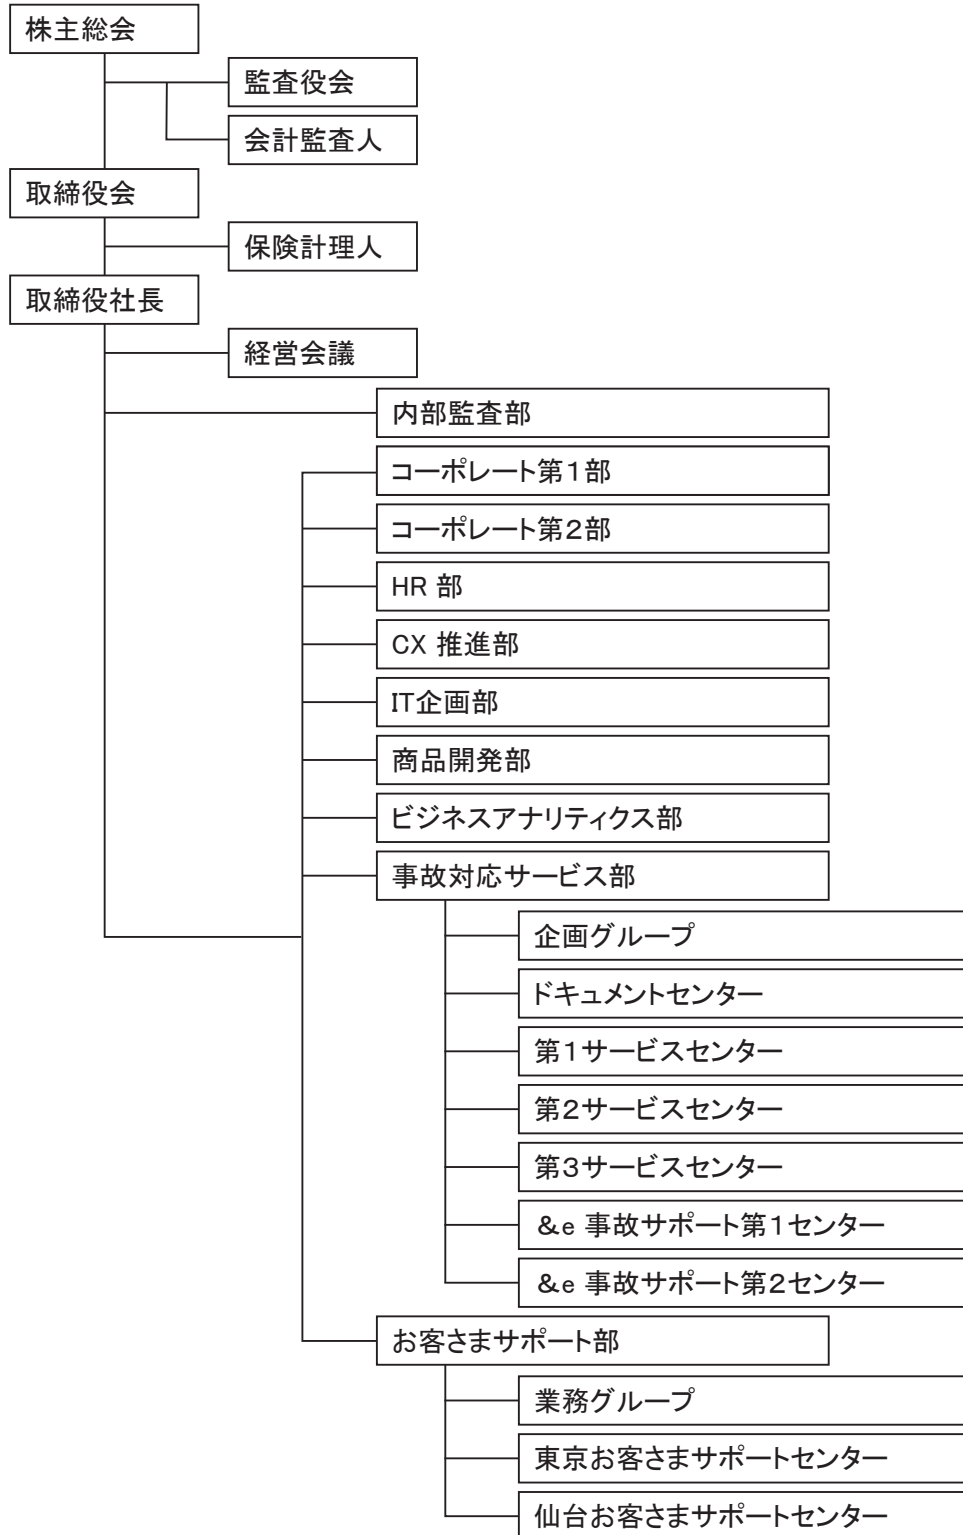 株主総会
監査役会
会計監査人
取締役会
保険計理人
取締役社長
経営会議
内部監査部
コーポレート第1部
コーポレート第2部
HR 部
CX 推進部
IT企画部
商品開発部
ビジネスアナリティクス部
事故対応サービス部
企画グループ
ドキュメントセンター
第1サービスセンター
第2サービスセンター
第3サービスセンター
&e 事故サポート第1センター
&e 事故サポート第2センター
お客さまサポート部
業務グループ
東京お客さまサポートセンター
仙台お客さまサポートセンター